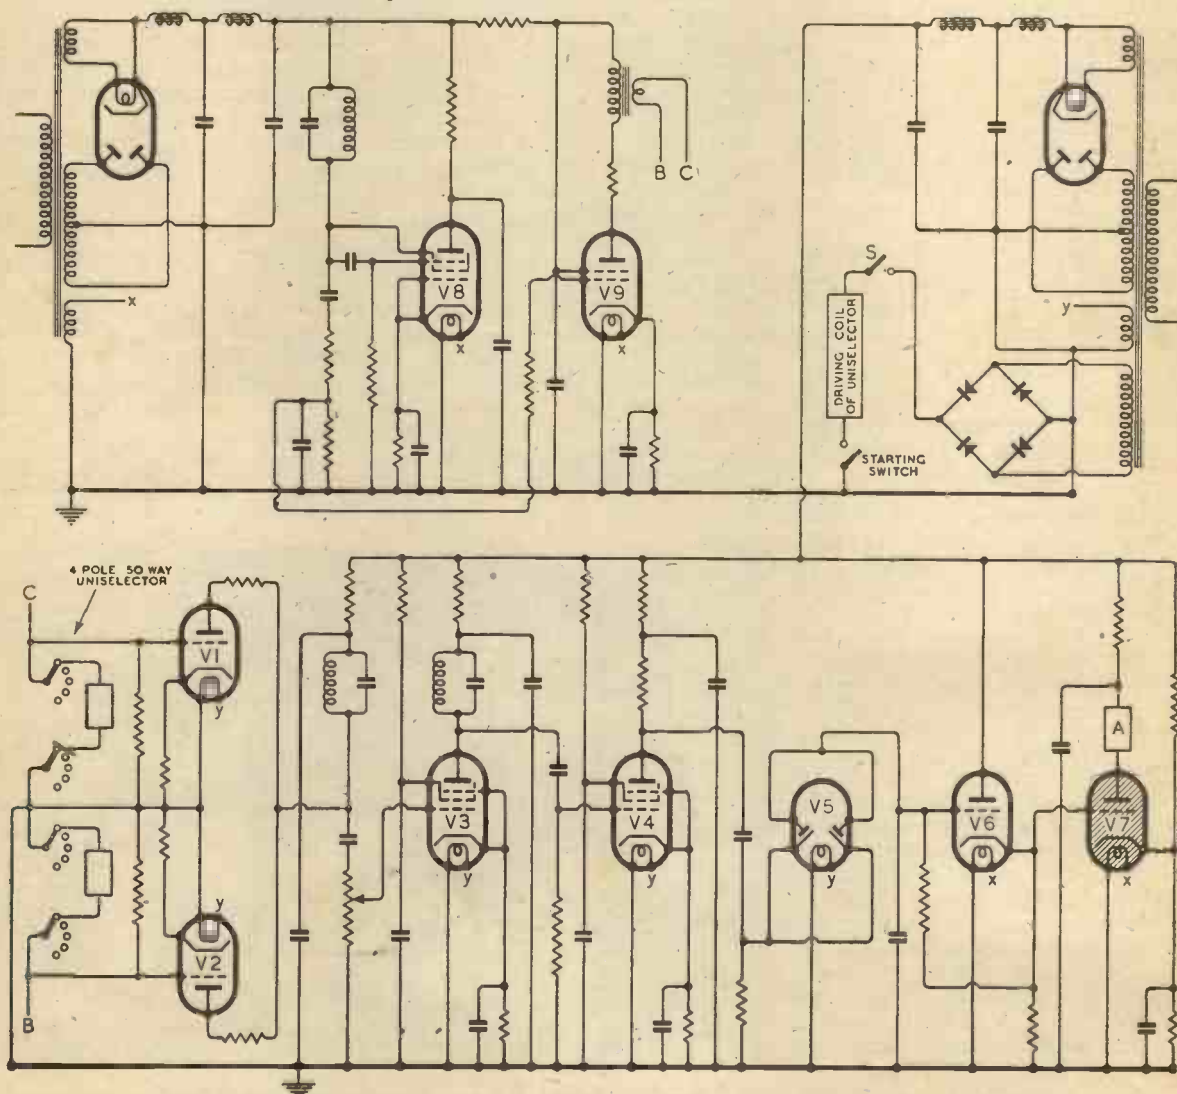 B C
x
V8
x
V9
x
S
DRIVING COIL
OF UNISELECTOR
STARTING
SWITCH
y
4 POLE 50 WAY
UNISELECTOR
C
V1
y
y
V2
B
V3
y
V4
y
V5
y
V6
x
A
V7
x